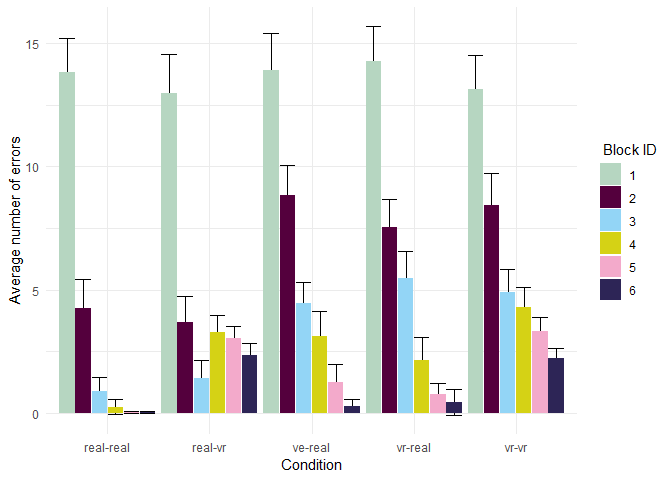 15
10
5
0
Average number of errors
real-real
real-vr
ve-real
vr-real
vr-vr
Condition
Block ID
1
2
3
4
5
6